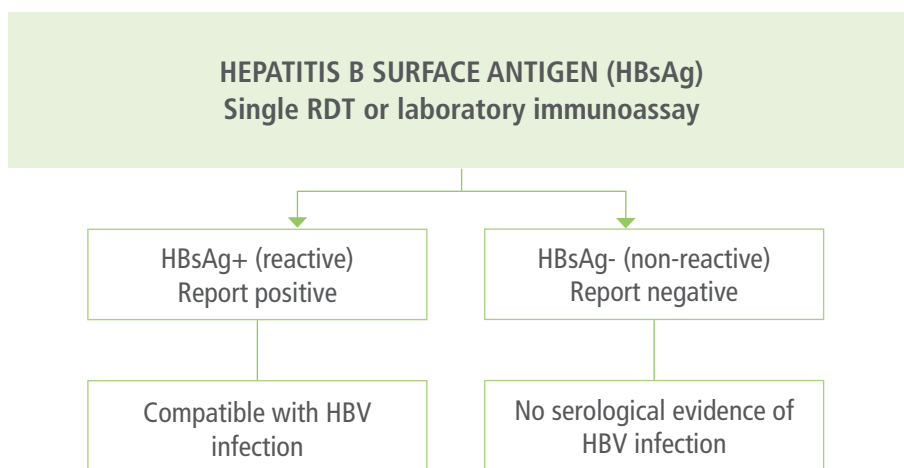 HEPATITIS B SURFACE ANTIGEN (HBsAg)
Single RDT or laboratory immunoassay
HBsAg+ (reactive)
Report positive
HBsAg- (non-reactive)
Report negative
Compatible with HBV
infection
No serological evidence of
HBV infection